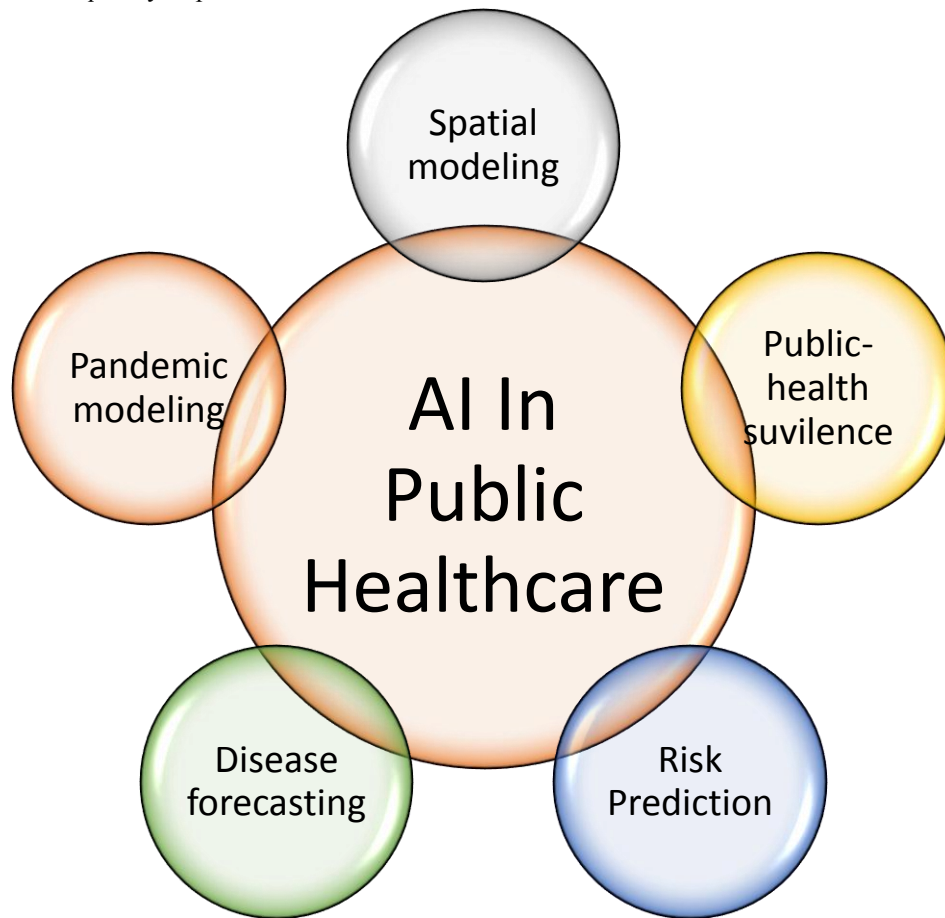 Spatial
modeling
Public-
health
suvilence
Risk
Prediction
Disease
forecasting
Pandemic
modeling
AI In
Public
Healthcare